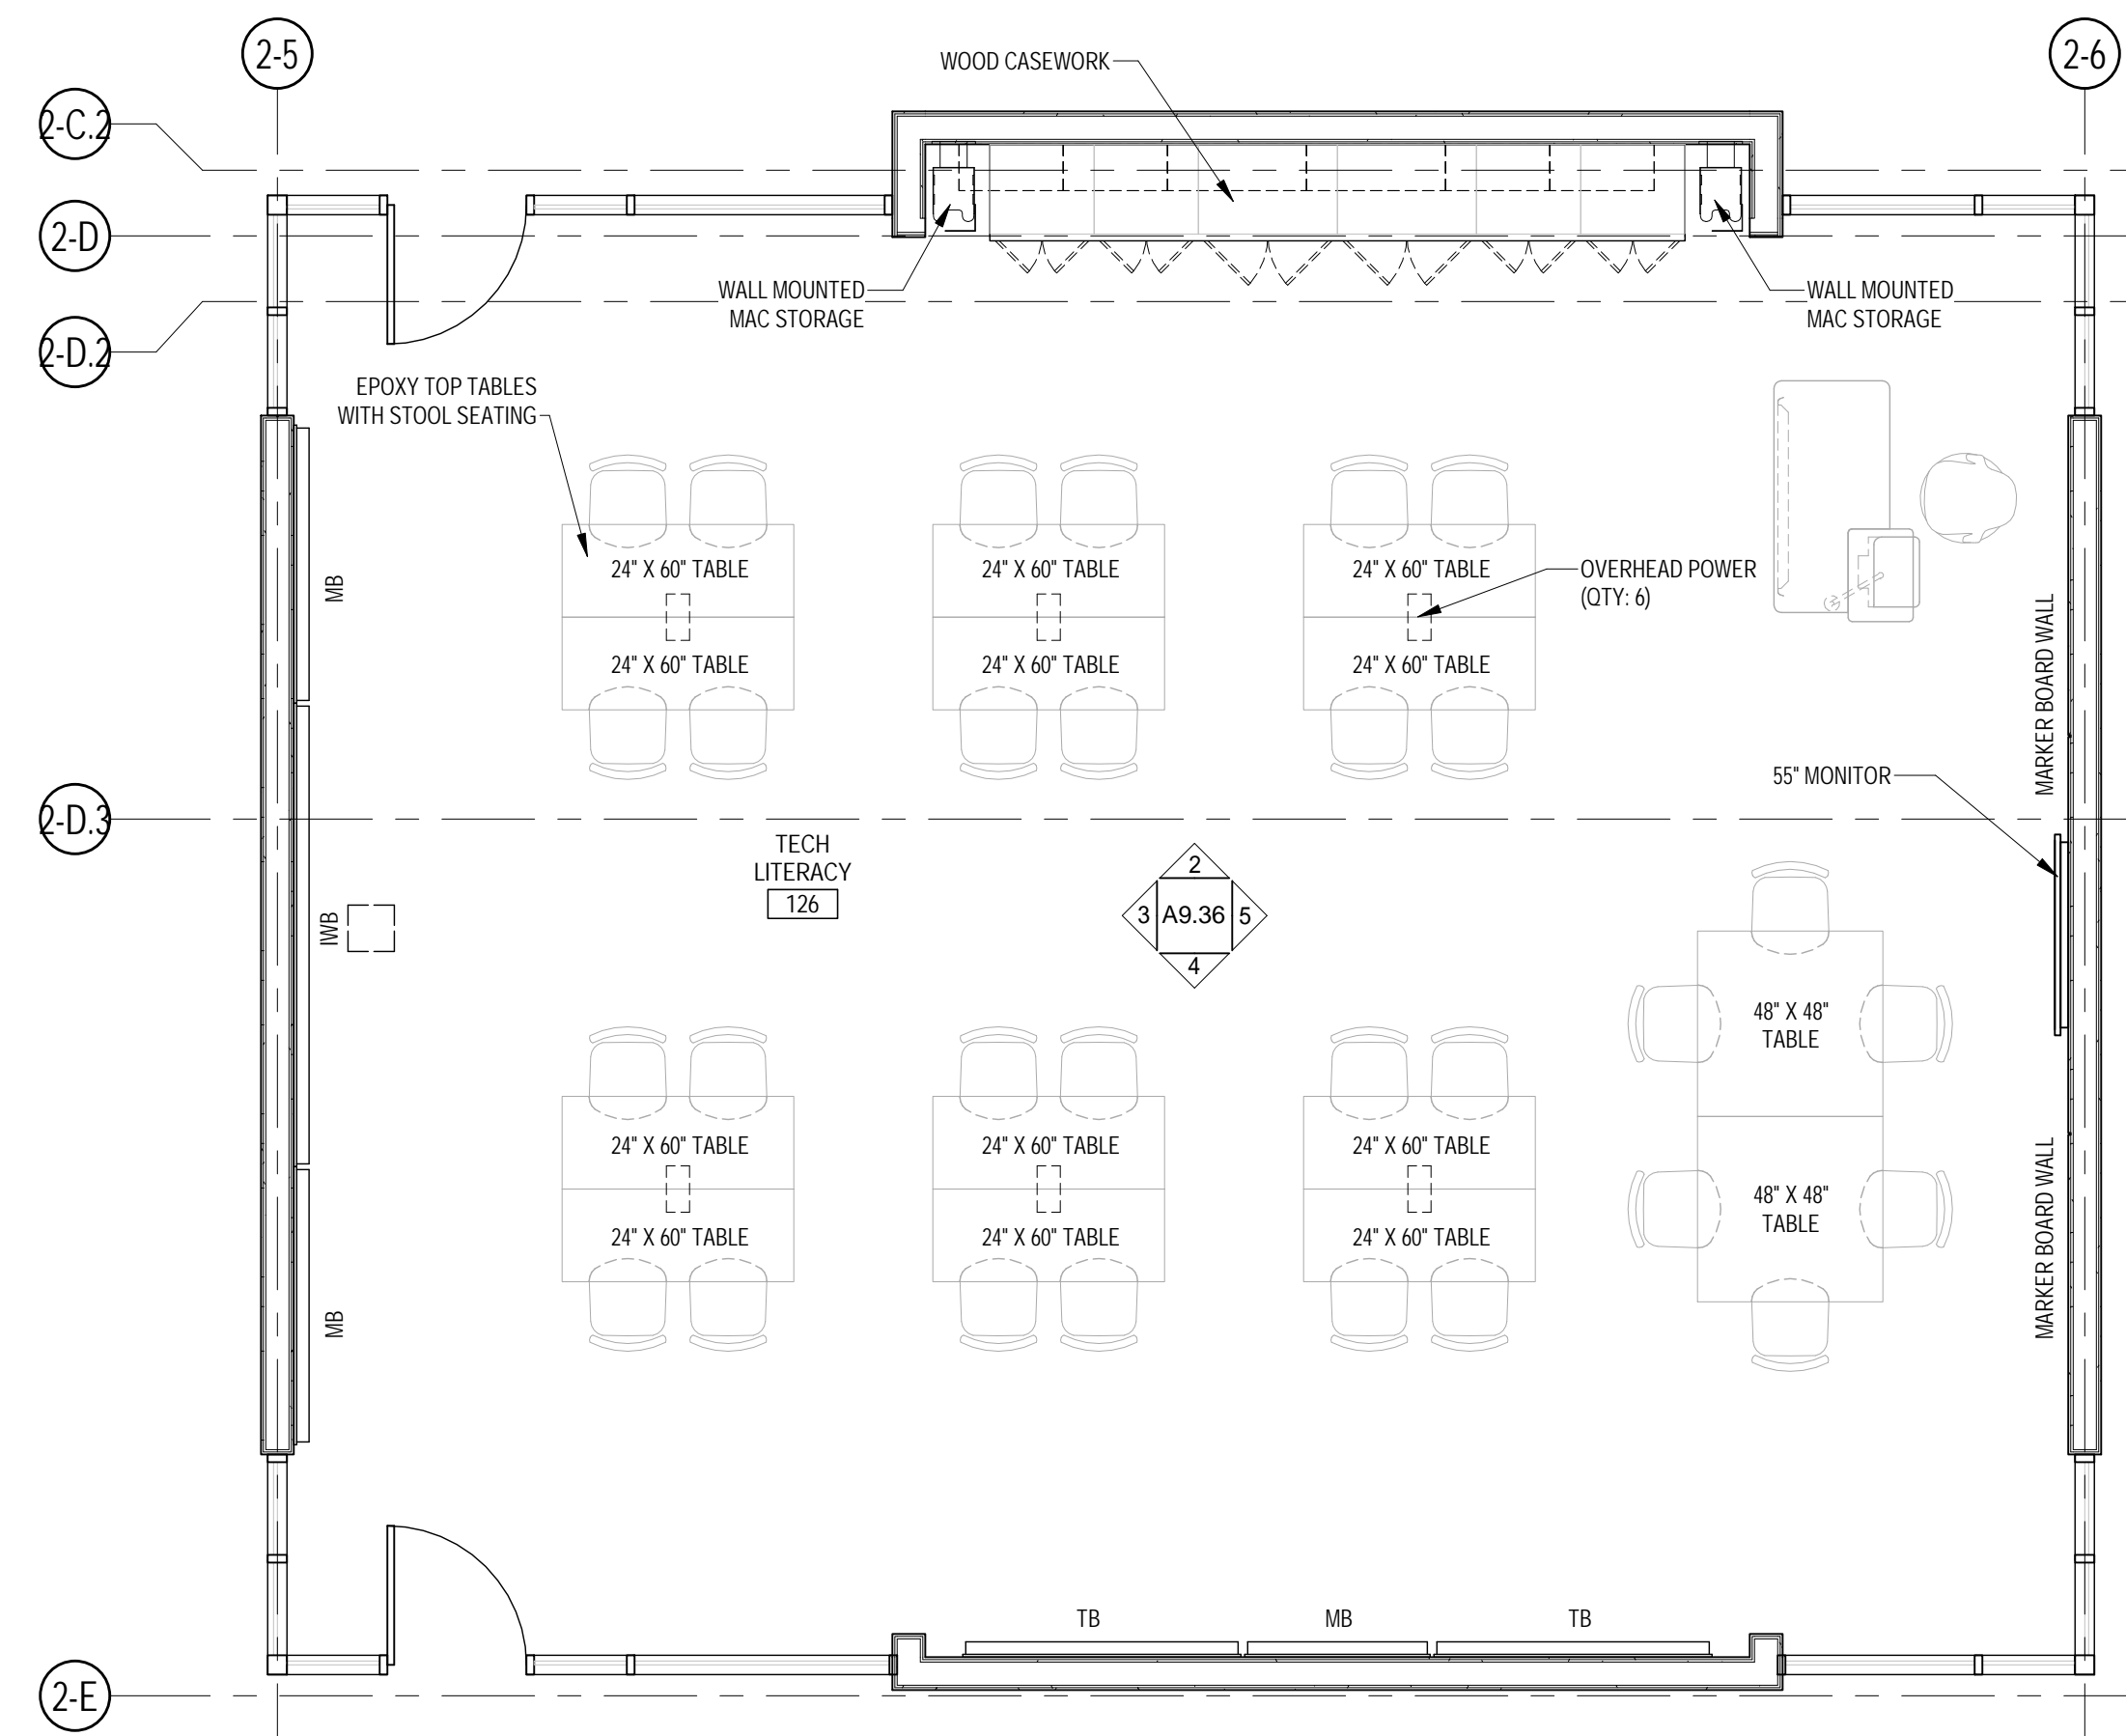 2-5
2-6
WOOD CASEWORK
2-C.2
2-D
2-D.2
WALL MOUNTED
MAC STORAGE
WALL MOUNTED
MAC STORAGE
EPOXY TOP TABLES
WITH STOOL SEATING
24" X 60" TABLE
24" X 60" TABLE
24" X 60" TABLE
OVERHEAD POWER
(QTY: 6)
MB
24" X 60" TABLE
24" X 60" TABLE
24" X 60" TABLE
MARKER BOARD WALL
55" MONITOR
2-D.3
TECH
LITERACY
126
2
3
A9.36
5
4
IWB
48" X 48"
TABLE
24" X 60" TABLE
24" X 60" TABLE
24" X 60" TABLE
48" X 48"
TABLE
24" X 60" TABLE
24" X 60" TABLE
24" X 60" TABLE
MARKER BOARD WALL
MB
TB
MB
TB
2-E